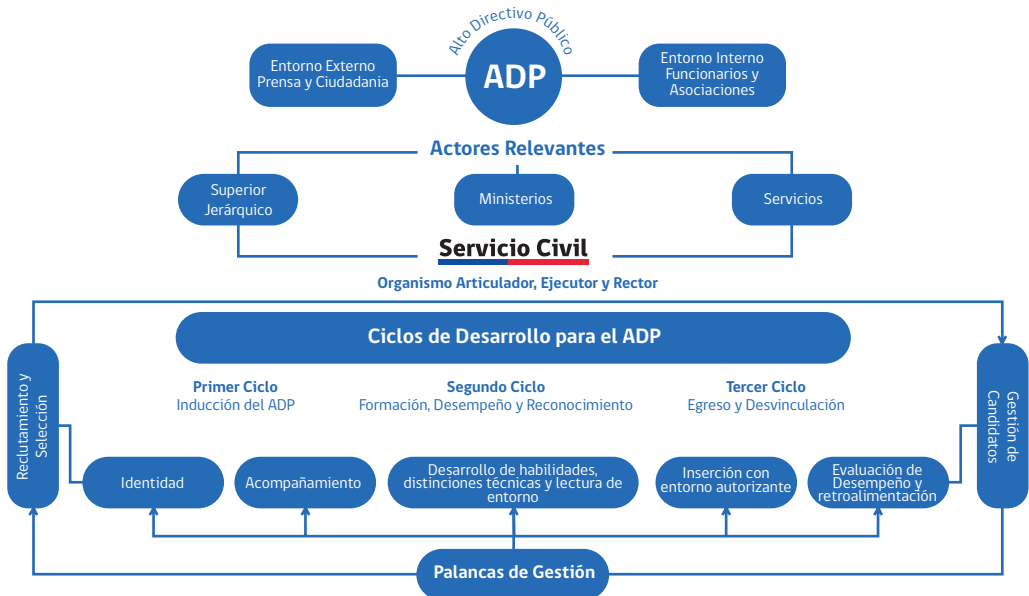 Alto Directivo Público
ADP
Entorno Externo
Prensa y Ciudadania
Entorno Interno
Funcionarios y
Asociaciones
Actores Relevantes
Superior
Jerárquico
Ministerios
Servicios
Servicio Civil
Organismo Articulador, Ejecutor y Rector
Ciclos de Desarrollo para el ADP
Reclutamiento y
Selección
Primer Ciclo
Inducción del ADP
Segundo Ciclo
Formación, Desempeño y Reconocimiento
Tercer Ciclo
Egreso y Desvinculación
Gestión de
Candidatos
Identidad
Acompañamiento
Desarrollo de habilidades,
distinciones técnicas y lectura de
entorno
Inserción con
entorno autorizante
Evaluación de
Desempeño y
retroalimentación
Palancas de Gestión